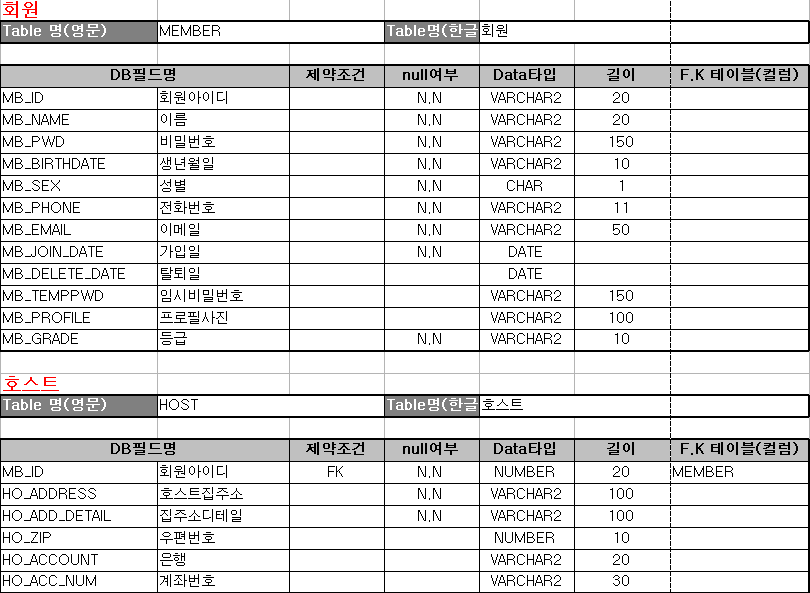 회원
Table 명(영문) MEMBER Table명(한글 회원
DB필드명 제약조건 null여부 Data타입 길이 F.K 테이블(컬럼)
MB_ID 회원아이디 N.N VARCHAR2 20
MB_NAME 이름 N.N VARCHAR2 20
MB_PWD 비밀번호 N.N VARCHAR2 150
MB_BIRTHDATE 생년월일 N.N VARCHAR2 10
MB_SEX 성별 N.N CHAR 1
MB_PHONE 전화번호 N.N VARCHAR2 11
MB_EMAIL 이메일 N.N VARCHAR2 50
MB_JOIN_DATE 가입일 N.N DATE
MB_DELETE_DATE 탈퇴일 DATE
MB_TEMPPWD 임시비밀번호 VARCHAR2 150
MB_PROFILE 프로필사진 VARCHAR2 100
MB_GRADE 등급 N.N VARCHAR2 10
호스트
Table 명(영문) HOST Table명(한글 호스트
DB필드명 제약조건 null여부 Data타입 길이 F.K 테이블(컬럼)
MB_ID 회원아이디 FK N.N NUMBER 20 MEMBER
HO_ADDRESS 호스트집주소 N.N VARCHAR2 100
HO_ADD_DETAIL 집주소디테일 N.N VARCHAR2 100
HO_ZIP 우편번호 NUMBER 10
HO_ACCOUNT 은행 VARCHAR2 20
HO_ACC_NUM 계좌번호 VARCHAR2 30